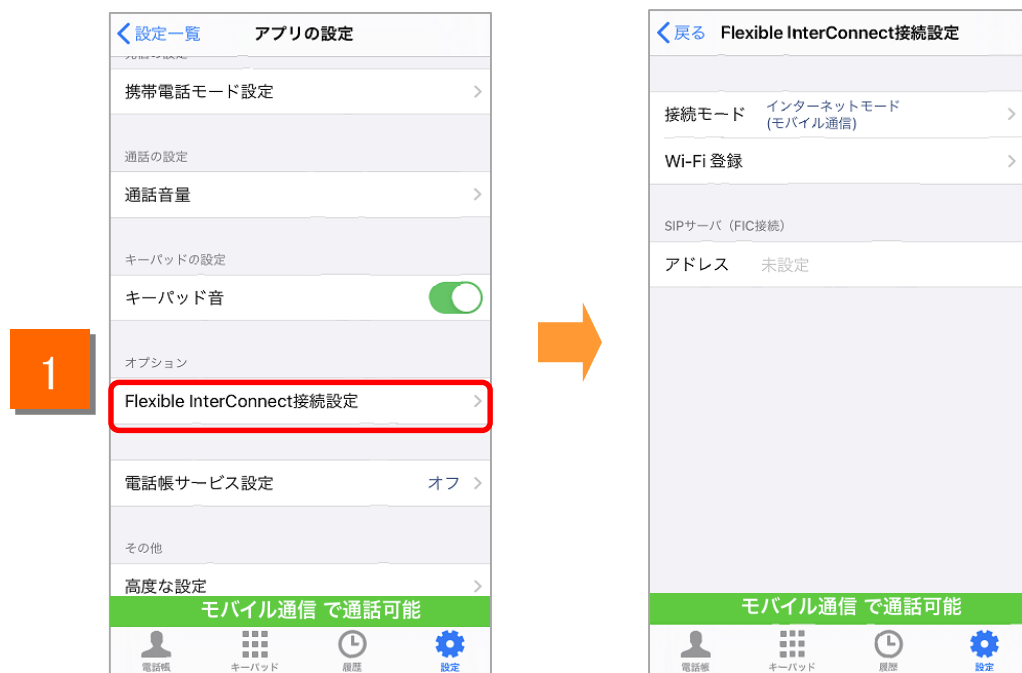 設定一覧
アプリの設定
携帯電話モード設定
通話の設定
通話音量
キーパッドの設定
キーパッド音
オプション
1
Flexible InterConnect接続設定
電話帳サービス設定
オフ
その他
高度な設定
モバイル通信 で通話可能
電話帳
キーパッド
履歴
設定
戻る
Flexible InterConnect接続設定
接続モード
インターネットモード
(モバイル通信)
Wi-Fi 登録
SIPサーバ（FIC接続）
アドレス
未設定
モバイル通信 で通話可能
電話帳
キーパッド
履歴
設定